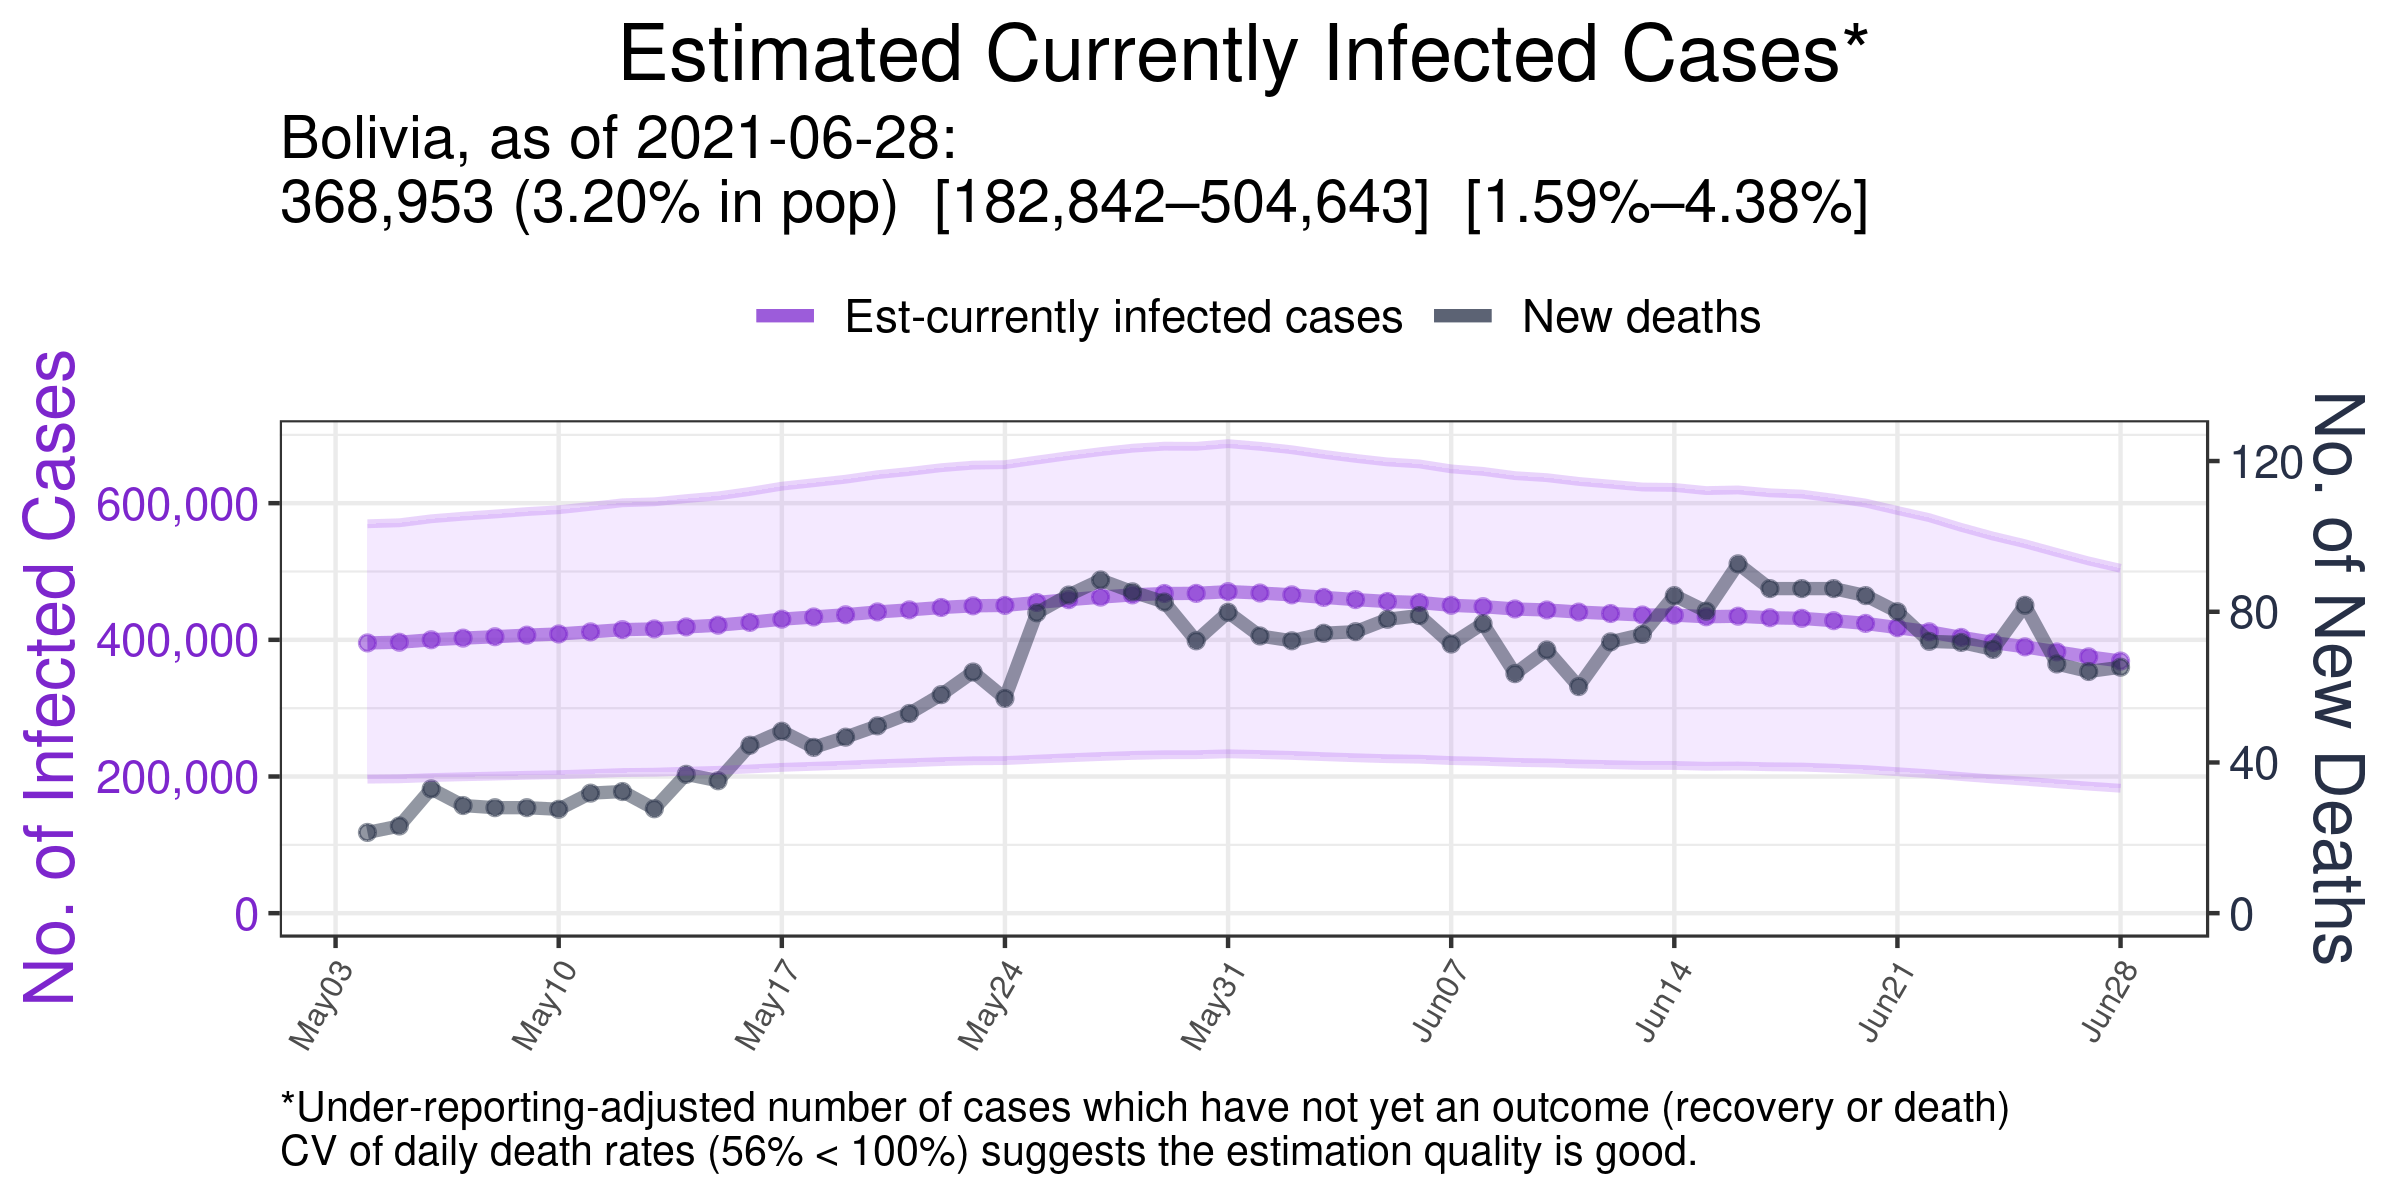 Estimated Currently Infected Cases*
Bolivia, as of 2021-06-28:
368,953 (3.20% in pop)  [182,842–504,643]  [1.59%–4.38%]
Est-currently infected cases
New deaths
No. of Infected Cases
600,000
400,000
200,000
0
120
80
40
0
No. of New Deaths
May03
May10
May17
May24
May31
Jun07
Jun14
Jun21
Jun28
*Under-reporting-adjusted number of cases which have not yet an outcome (recovery or death)
CV of daily death rates (56% < 100%) suggests the estimation quality is good.